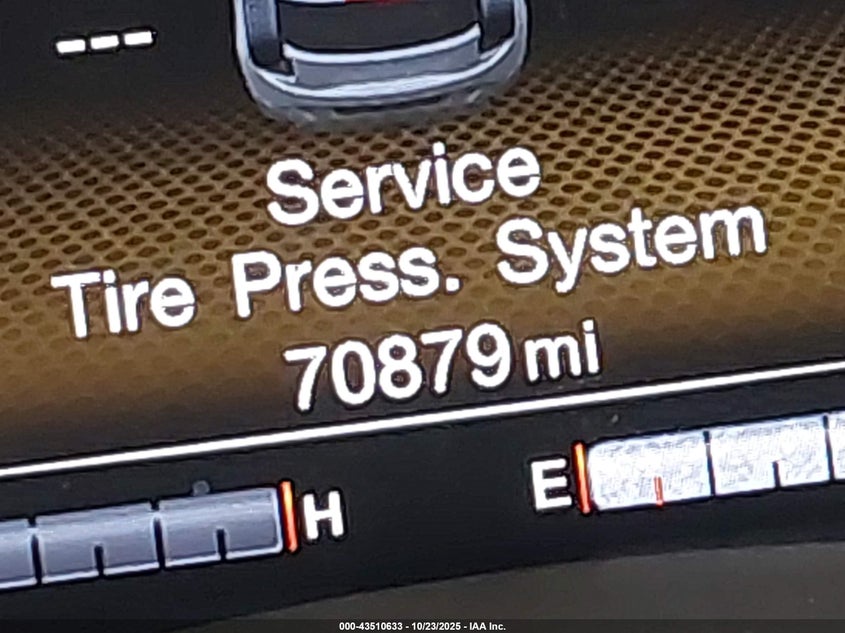 ---
Service
Tire Press. System
70879 mi
H
E
000-43510633 - 10/23/2025 - IAA Inc.